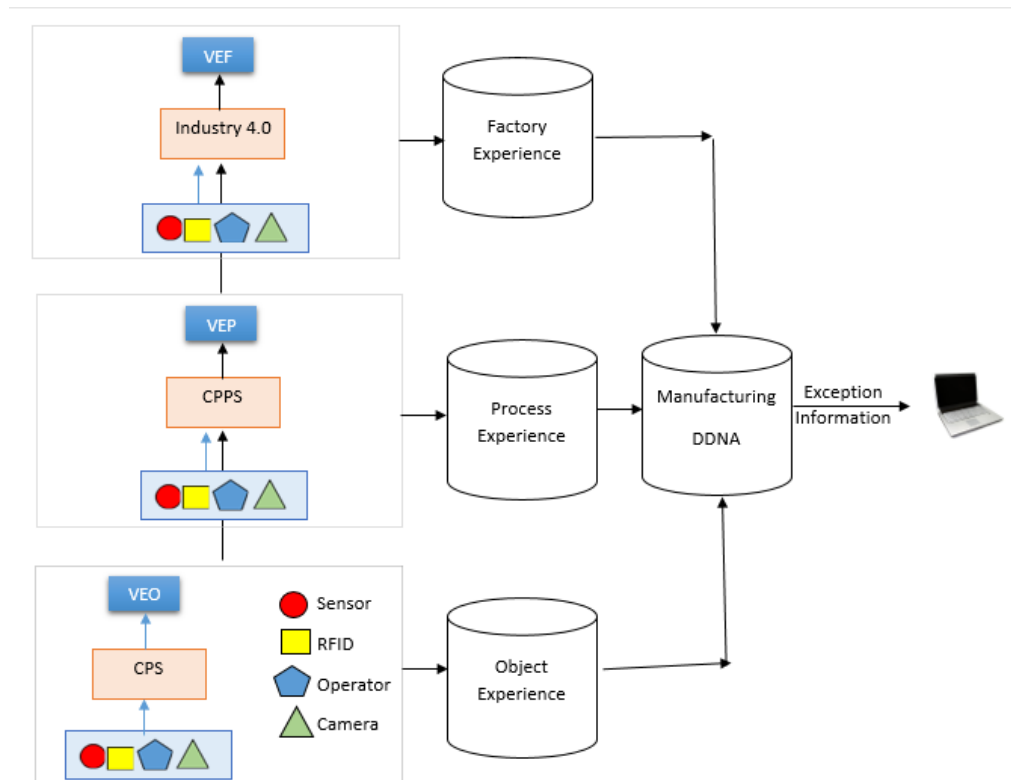 VEF
Industry 4.0
Factory
Experience
VEP
CPPS
Process
Experience
Manufacturing
DDNA
Exception
Information
VEO
CPS
Sensor
RFID
Operator
Camera
Object
Experience